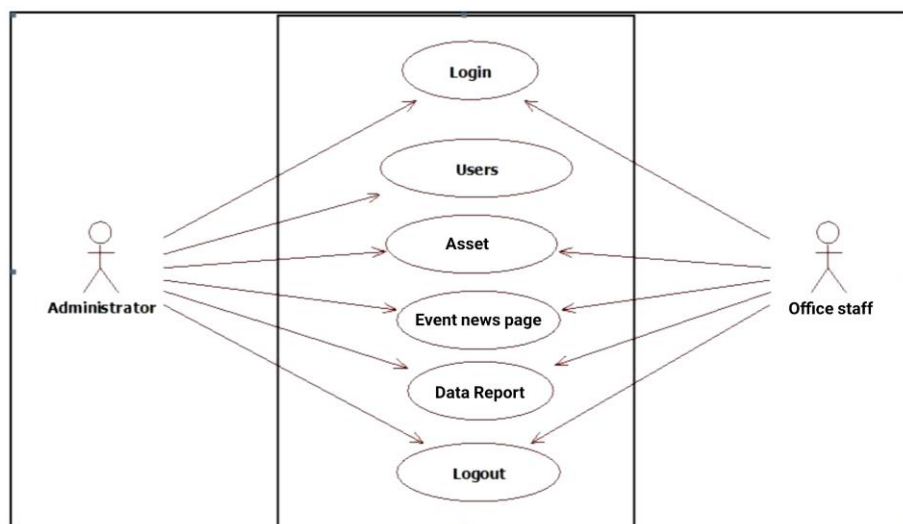 Login
Users
Asset
Administrator
Event news page
Office staff
Data Report
Logout